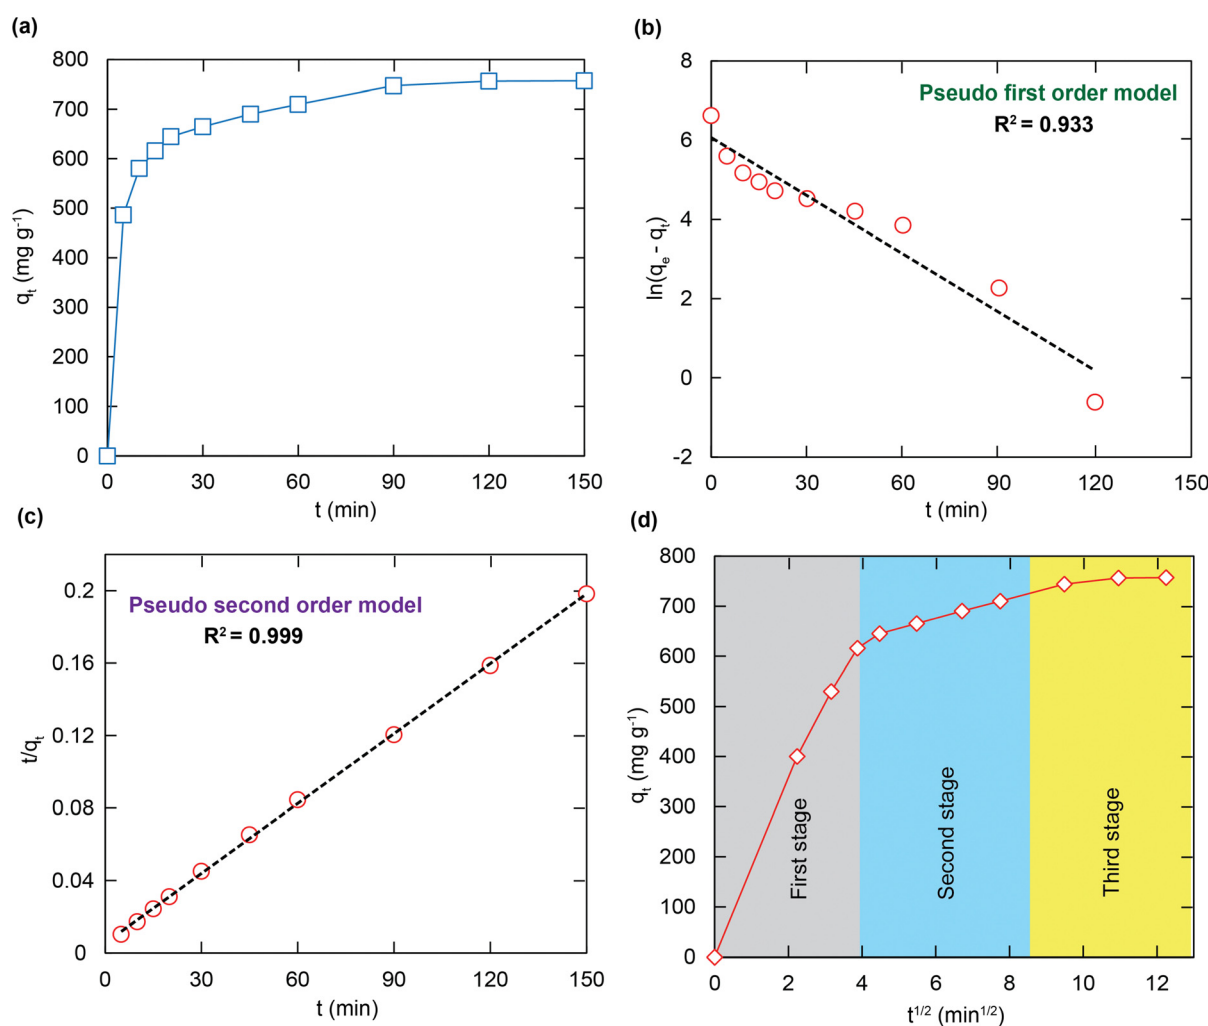 (a)
800
700
600
500
400
300
200
100
0
qt (mg g-1)
0 30 60 90 120 150
t (min)
(b)
8
6
4
2
0
-2
ln(qe - qt)
Pseudo first order model
R2 = 0.933
0 30 60 90 120 150
t (min)
(c)
0.2
0.16
0.12
0.08
0.04
0
t/qt
Pseudo second order model
R2 = 0.999
0 30 60 90 120 150
t (min)
(d)
800
700
600
500
400
300
200
100
0
qt (mg g-1)
First stage
Second stage
Third stage
0 2 4 6 8 10 12
t1/2 (min1/2)